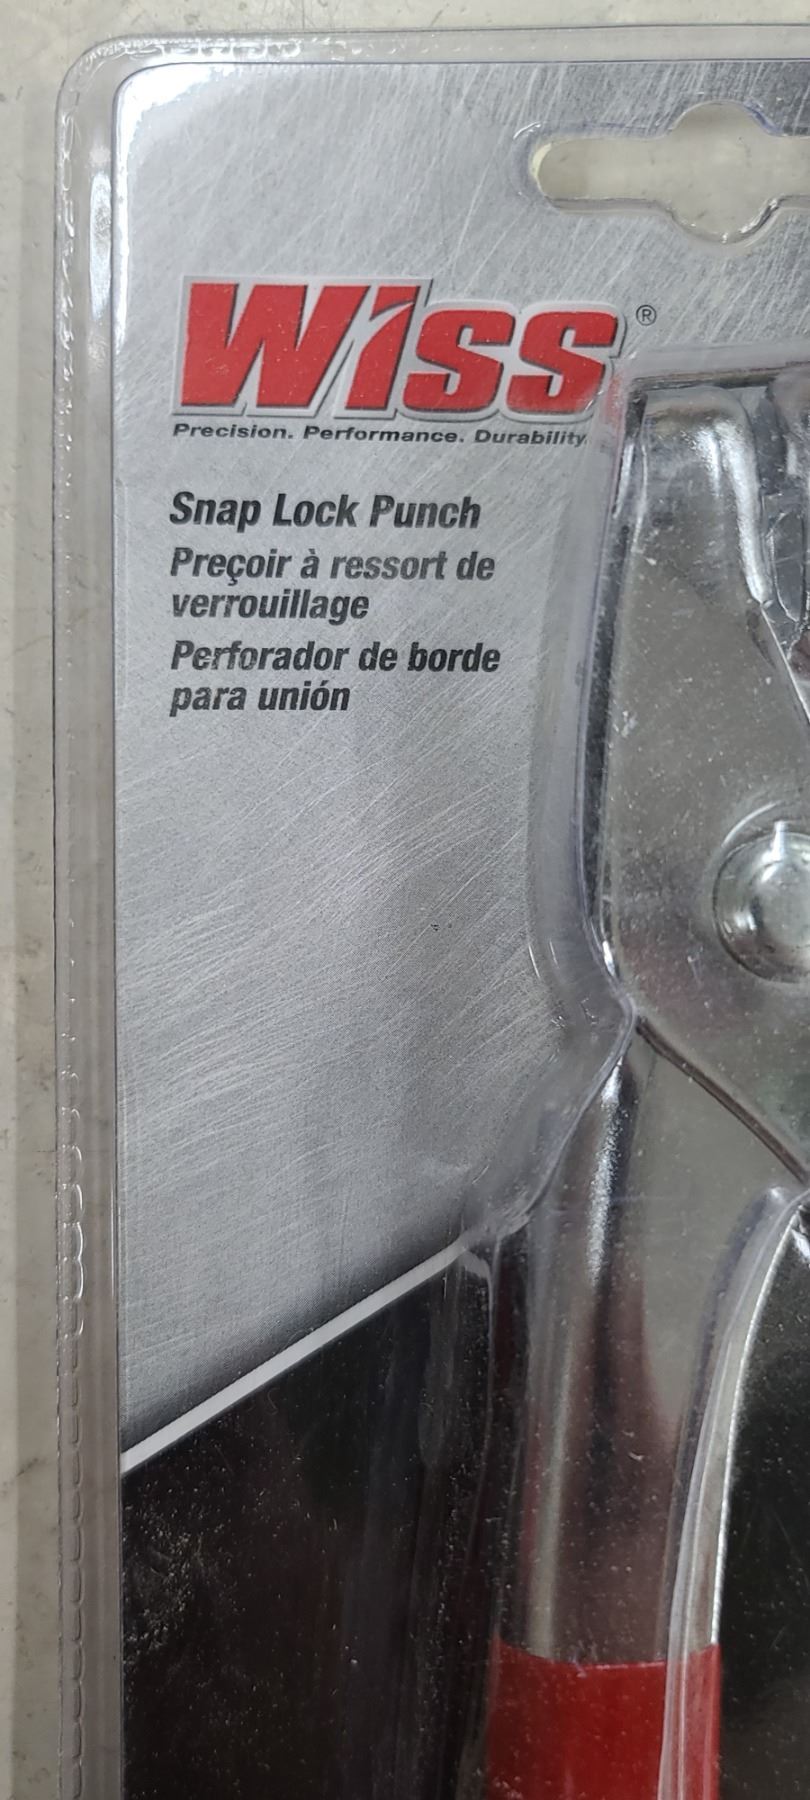 Wiss®
Precision. Performance. Durability.
Snap Lock Punch
Preçoir à ressort de
verrouillage
Perforador de borde
para unión